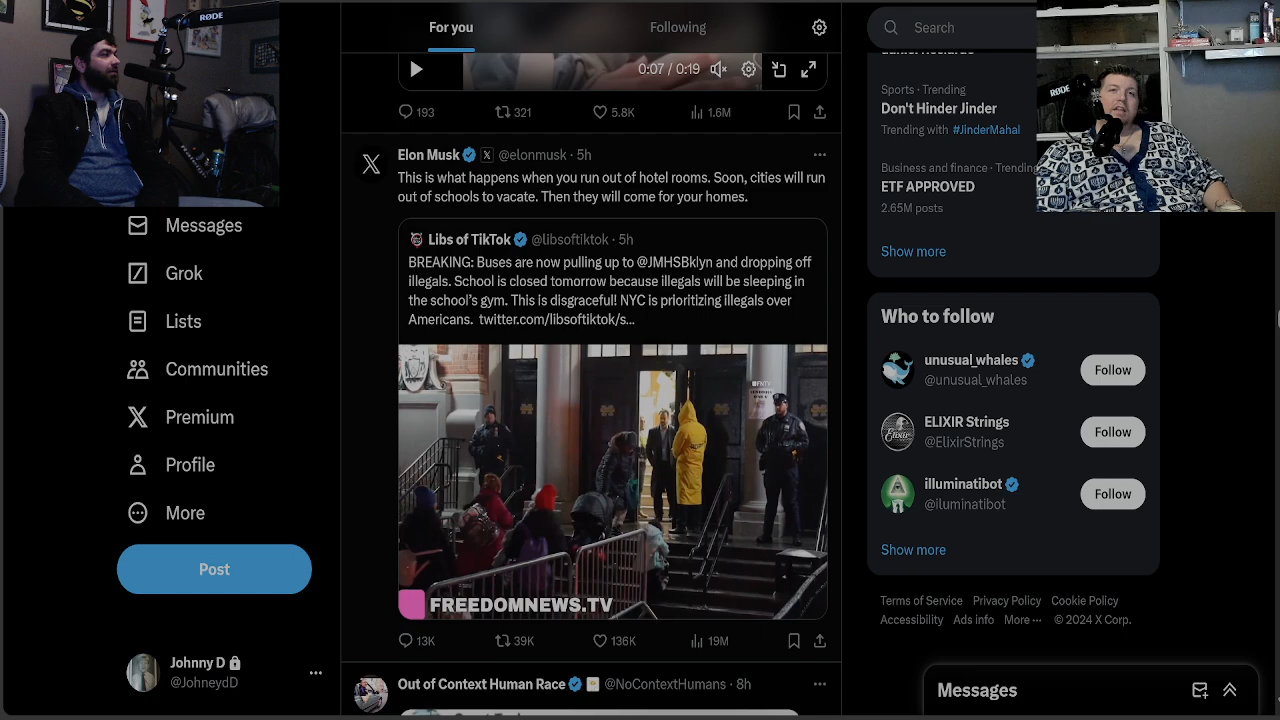 RØDE
For you
Following
Search
0:07 / 0:19
193
321
5.8K
1.6M
Elon Musk @elonmusk · 5h
This is what happens when you run out of hotel rooms. Soon, cities will run
out of schools to vacate. Then they will come for your homes.
Libs of TikTok @libsoftiktok · 5h
BREAKING: Buses are now pulling up to @JMHSBklyn and dropping off
illegals. School is closed tomorrow because illegals will be sleeping in
the school's gym. This is disgraceful! NYC is prioritizing illegals over
Americans. twitter.com/libsoftiktok/s...
FNTV
FREEDOMNEWS.TV
13K
39K
136K
19M
Out of Context Human Race @NoContextHumans · 8h
Messages
Grok
Lists
Communities
Premium
Profile
More
Post
Johnny D
@JohneydD
Sports · Trending
Don't Hinder Jinder
Trending with #JinderMahal
Business and finance · Trending
ETF APPROVED
2.65M posts
Show more
RØDE
Who to follow
unusual_whales
@unusual_whales
Follow
ELIXIR Strings
@ElixirStrings
Follow
illuminatibot
@iluminatibot
Follow
Show more
Terms of Service Privacy Policy Cookie Policy
Accessibility Ads info More ··· © 2024 X Corp.
Messages